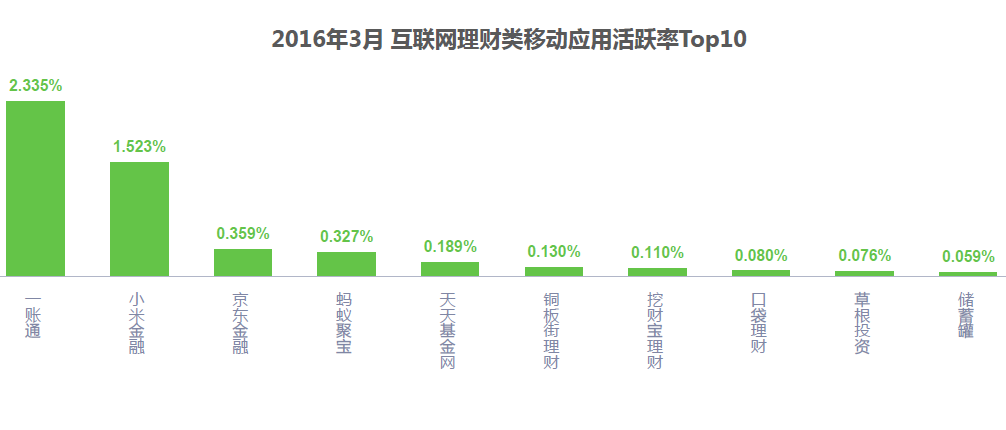 2016年3月 互联网理财类移动应用活跃率Top10
2.335%
1.523%
0.359%
0.327%
0.189%
0.130%
0.110%
0.080%
0.076%
0.059%
一账通
小米金融
京东金融
蚂蚁聚宝
天天基金网
铜板街理财
挖财宝理财
口袋理财
草根投资
储蓄罐